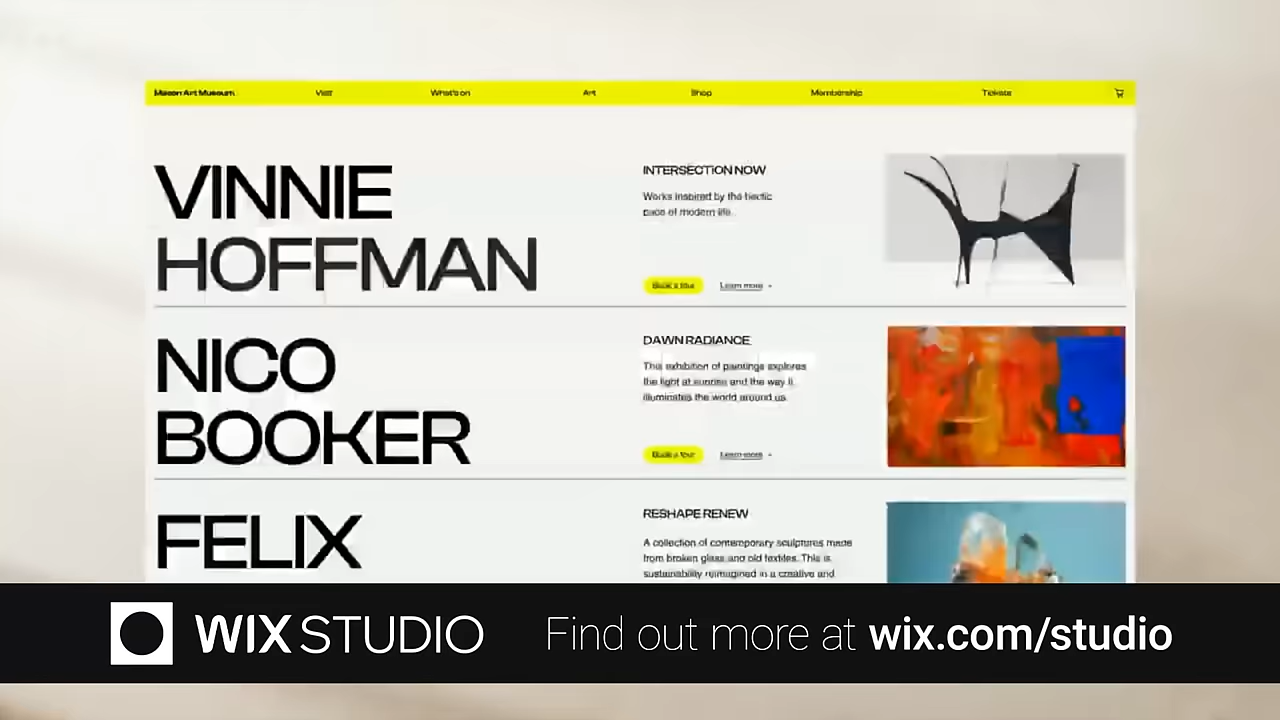 Macon Art Museum
Visit
What's on
Art
Shop
Membership
Tickets
VINNIE
HOFFMAN
INTERSECTION NOW
Works inspired by the hectic
pace of modern life.
Book a tour
Learn more
NICO
BOOKER
DAWN RADIANCE
This exhibition of paintings explores
the light at sunrise and the way it
illuminates the world around us.
Book a tour
Learn more
FELIX
RESHAPE RENEW
A collection of contemporary sculptures made
from broken glass and old textiles. This is
sustainability reimagined in a creative and
WIX STUDIO
Find out more at wix.com/studio